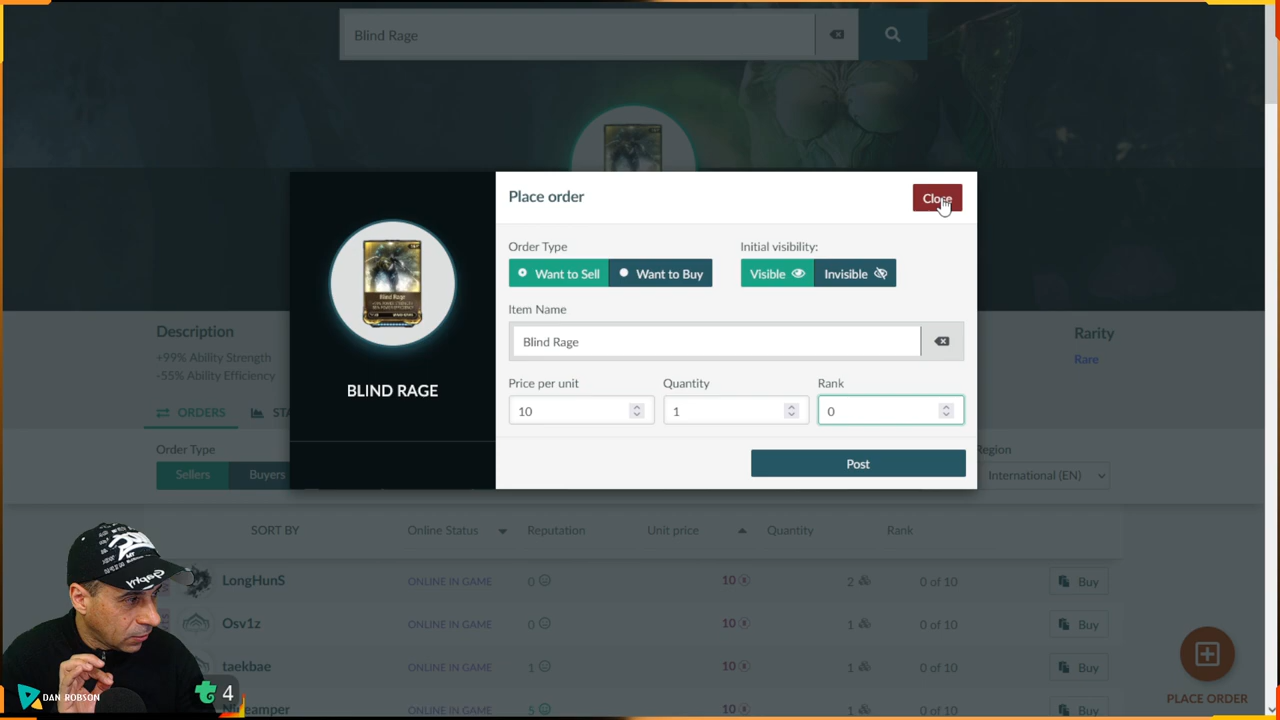 Blind Rage
Place order
Close
Order Type
Initial visibility:
Want to Sell
Want to Buy
Visible
Invisible
Item Name
Blind Rage
BLIND RAGE
Price per unit
Quantity
Rank
10
1
0
Post
Description
+99% Ability Strength
-55% Ability Efficiency
Rarity
Rare
ORDERS
Order Type
Sellers
Buyers
Region
International (EN)
SORT BY
Online Status
Reputation
Unit price
Quantity
Rank
LongHunS
ONLINE IN GAME
0
10
2
0 of 10
Buy
Osv1z
ONLINE IN GAME
0
10
1
0 of 10
Buy
taekbae
ONLINE IN GAME
1
10
1
0 of 10
Buy
ONLINE IN GAME
5
10
1
0 of 10
Buy
PLACE ORDER
DAN ROBSON
4